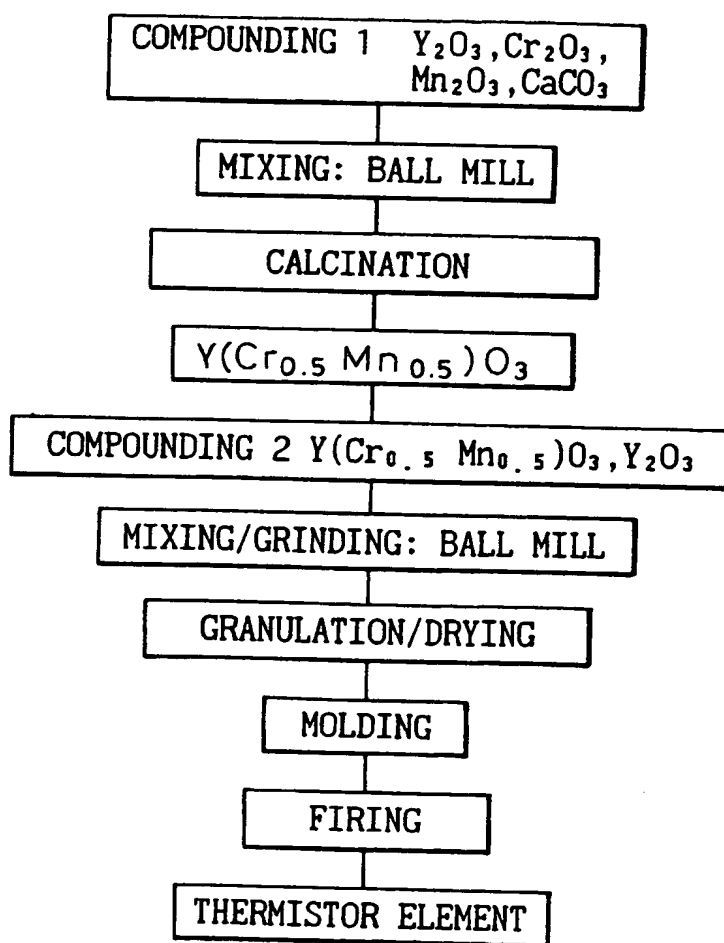 COMPOUNDING 1 Y₂O₃,Cr₂O₃,
Mn₂O₃,CaCO₃
MIXING: BALL MILL
CALCINATION
Y(Cr₀.₅ Mn₀.₅)O₃
COMPOUNDING 2 Y(Cr₀.₅ Mn₀.₅)O₃,Y₂O₃
MIXING/GRINDING: BALL MILL
GRANULATION/DRYING
MOLDING
FIRING
THERMISTOR ELEMENT